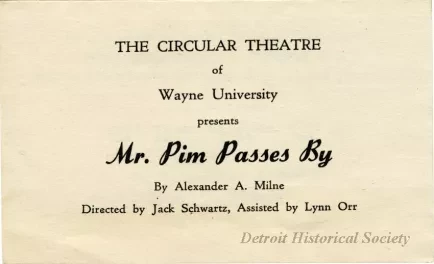 THE CIRCULAR THEATRE
of
Wayne University
presents
Mr. Pim Passes By
By Alexander A. Milne
Directed by Jack Schwartz, Assisted by Lynn Orr
Detroit Historical Society